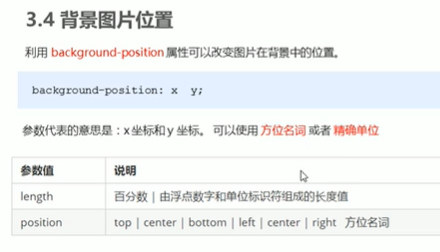 3.4 背景图片位置
利用 background-position 属性可以改变图片在背景中的位置。
background-position: x y;
参数代表的意思是：x 坐标和 y 坐标。 可以使用 方位名词 或者 精确单位
参数值 说明
length 百分数 | 由浮点数字和单位标识符组成的长度值
position top | center | bottom | left | center | right 方位名词